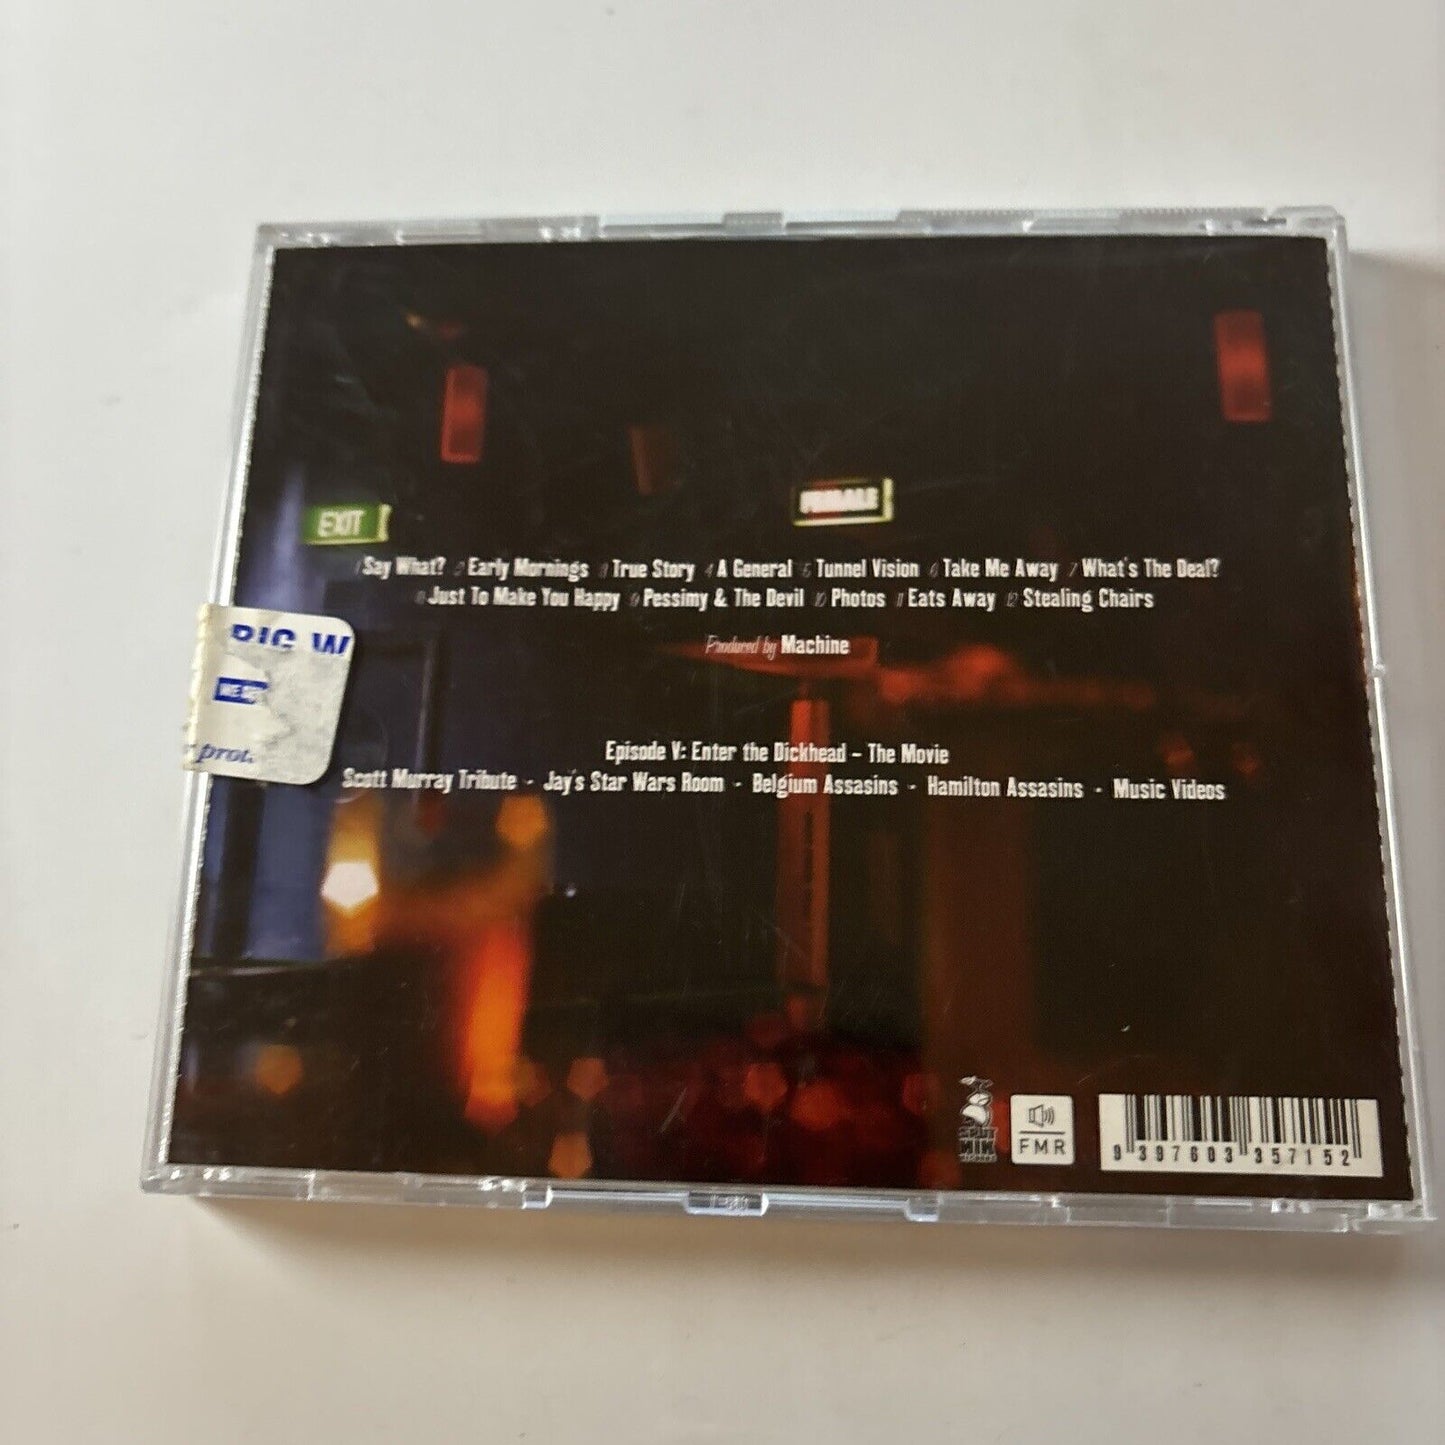 EXIT
1 Say What? 2 Early Mornings 3 True Story 4 A General 5 Tunnel Vision 6 Take Me Away 7 What's The Deal?
8 Just To Make You Happy 9 Pessimy & The Devil 10 Photos 11 Eats Away 12 Stealing Chairs
Produced by Machine
BIG W
Episode V: Enter the Dickhead – The Movie
Scott Murray Tribute - Jay's Star Wars Room - Belgium Assasins - Hamilton Assasins - Music Videos
FMR
9 397603 357152